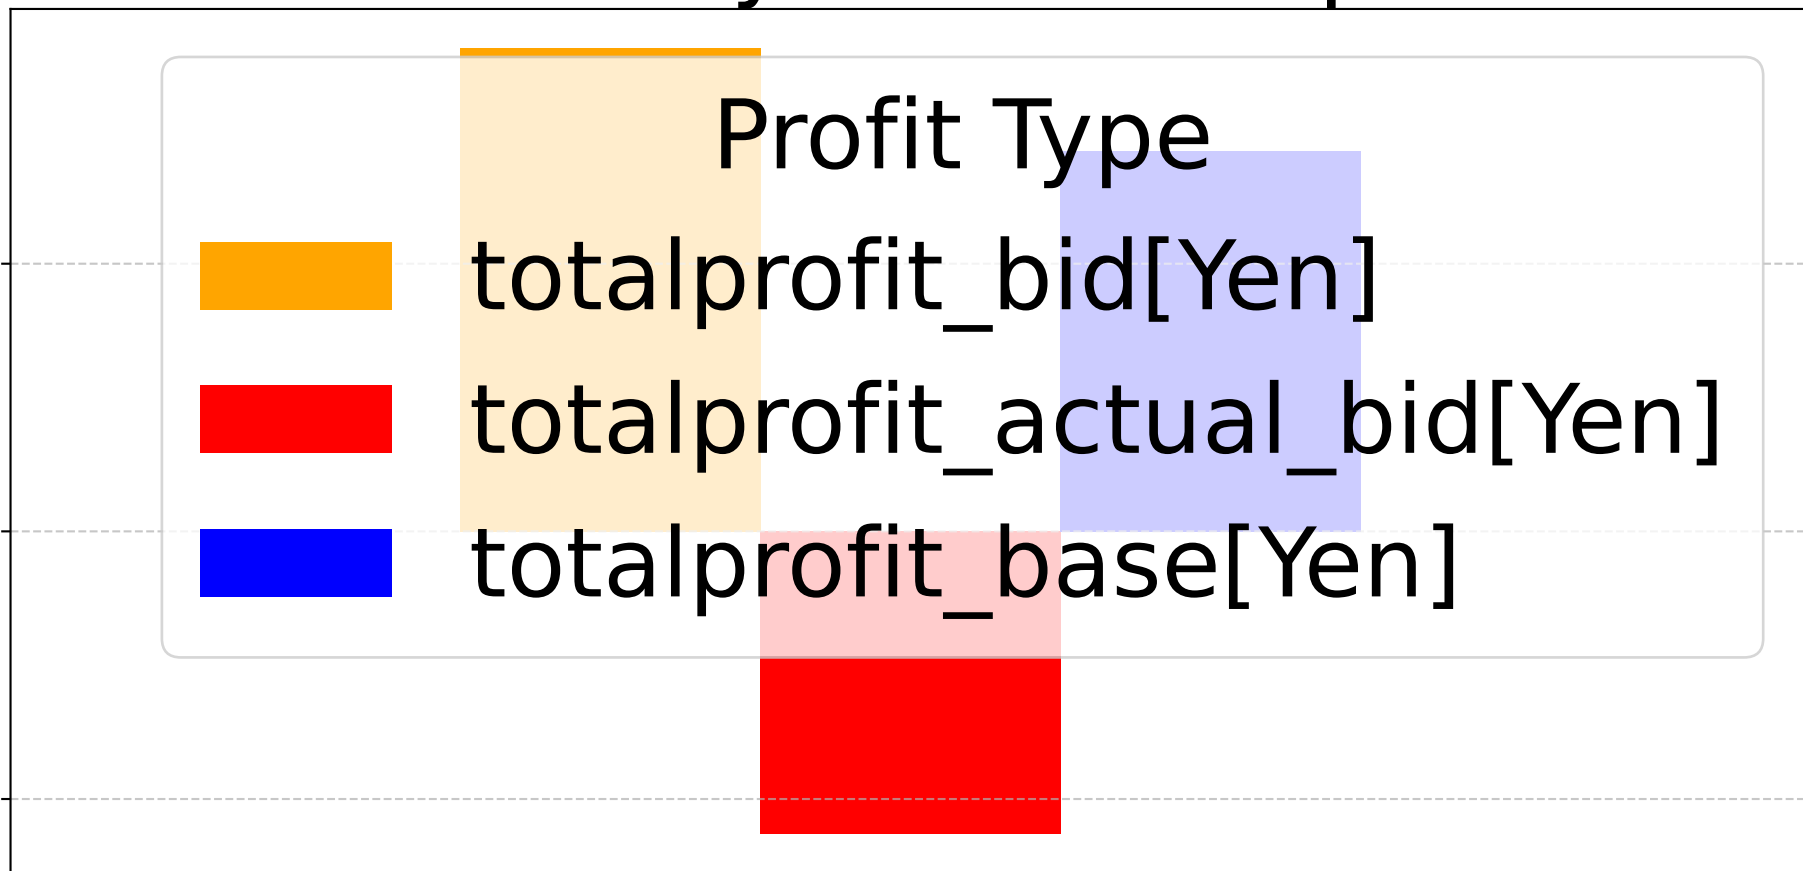 Profit Type
totalprofit_bid[Yen]
totalprofit_actual_bid[Yen]
totalprofit_base[Yen]